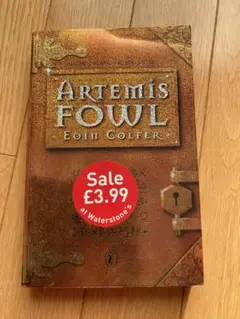 ARTEMIS
FOWL
EOIN COLFER
Sale
£3.99
at Waterstone's